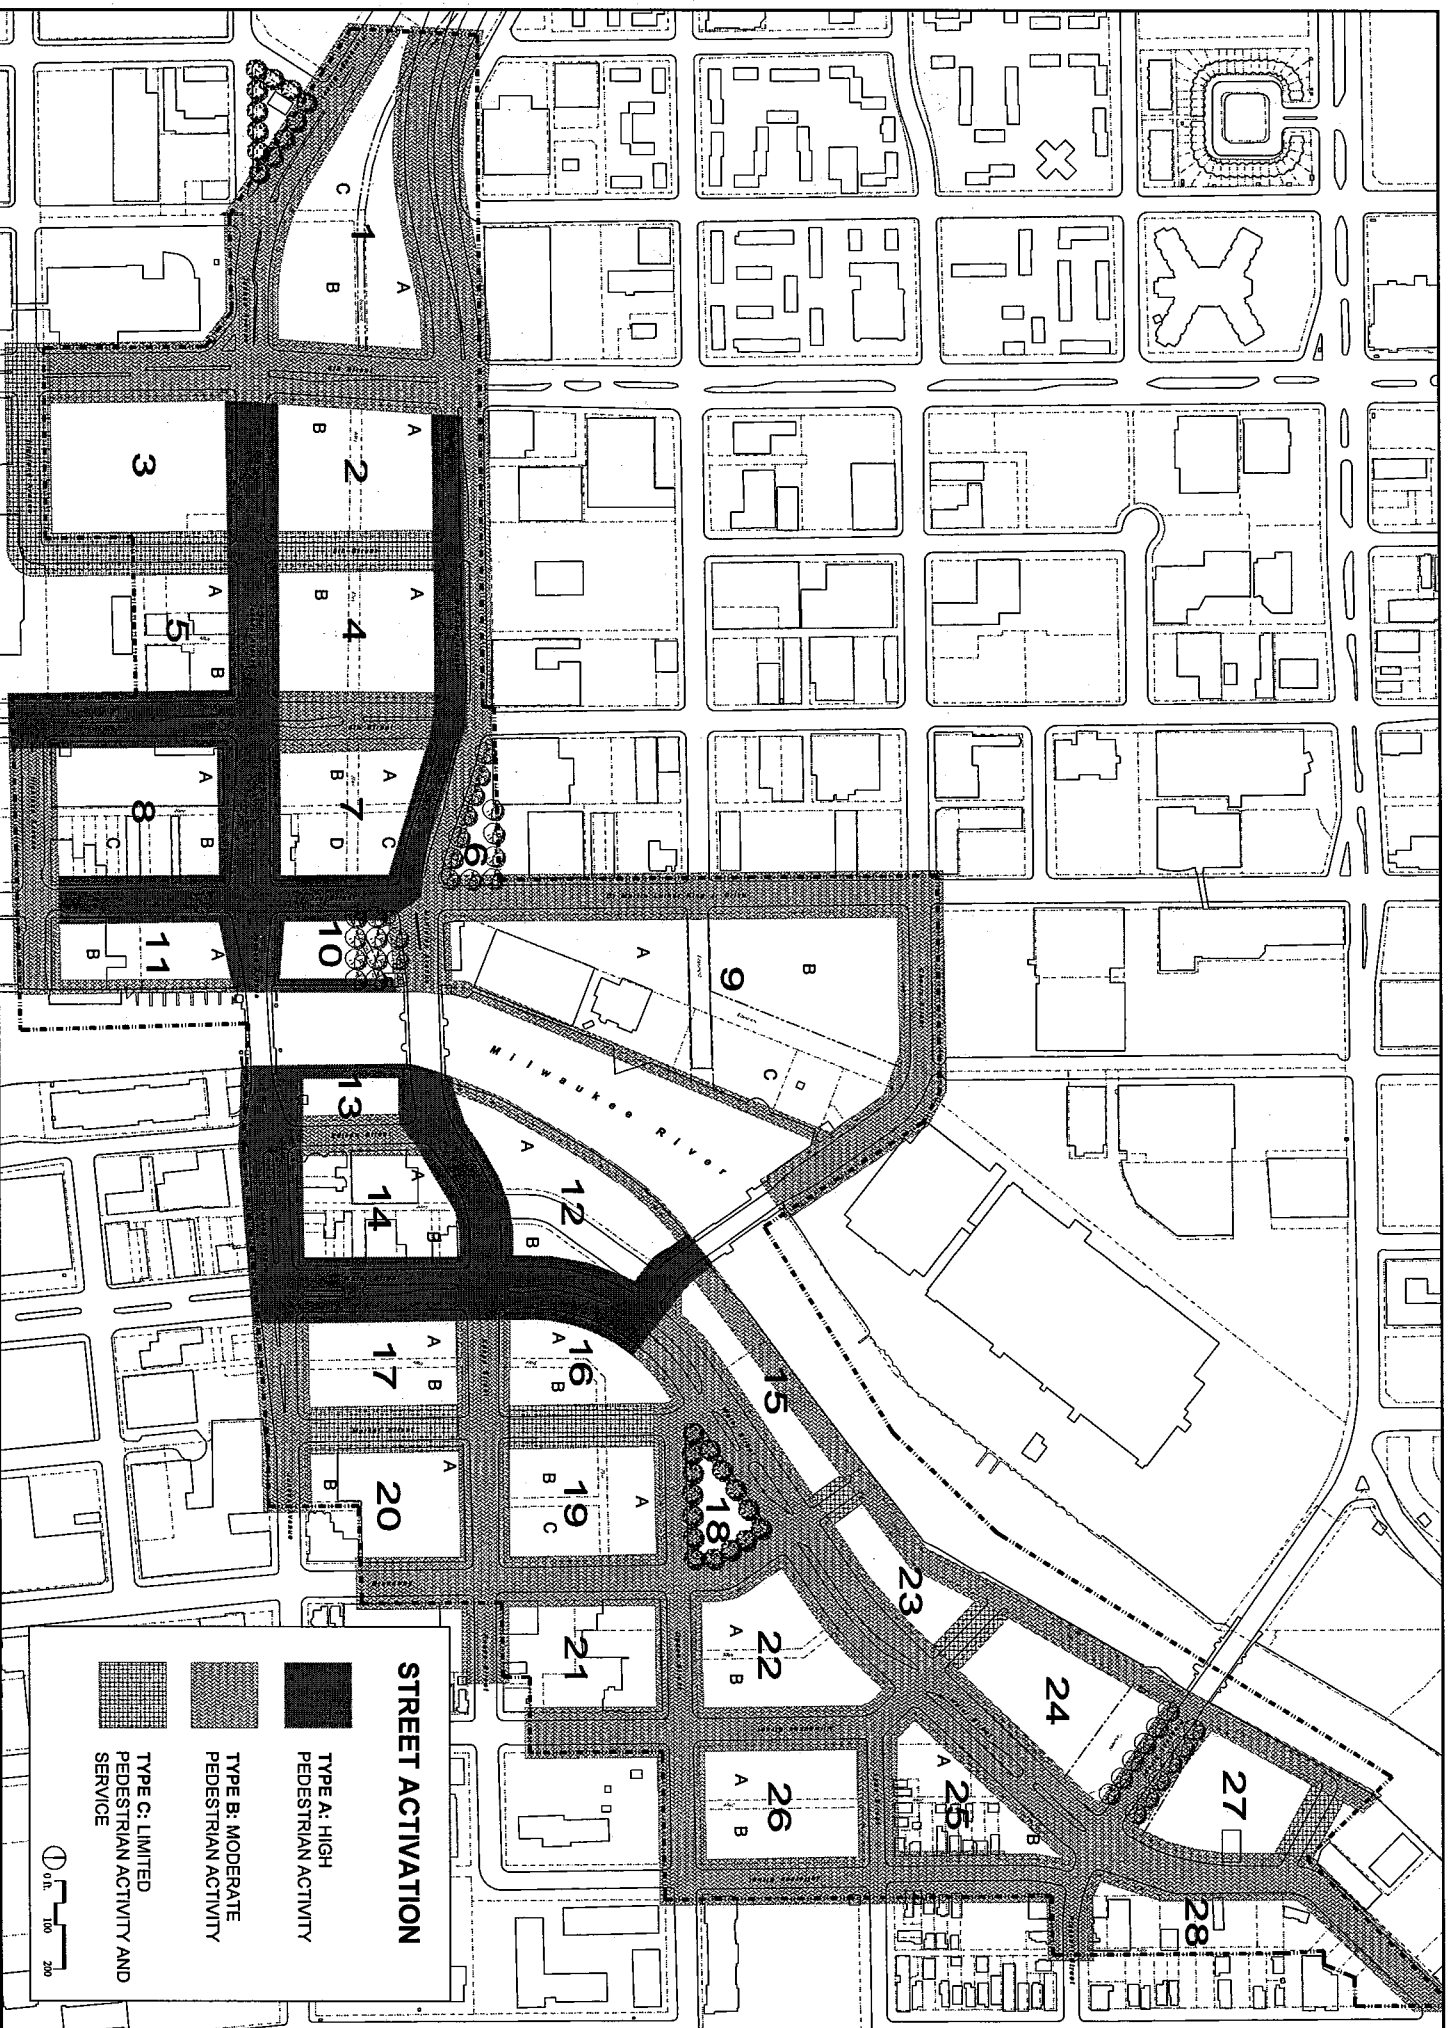 STREET ACTIVATION
TYPE A: HIGH
PEDESTRIAN ACTIVITY
TYPE B: MODERATE
PEDESTRIAN ACTIVITY
TYPE C: LIMITED
PEDESTRIAN ACTIVITY AND
SERVICE
0 ft. 100 200
Milwaukee River
1
A
B
C
2
A
B
3
4
A
B
5
A
B
6
7
A
B
C
D
8
A
B
C
9
A
B
C
10
11
A
B
12
A
B
13
14
A
B
15
16
A
B
17
A
B
18
19
A
B
C
20
A
B
21
22
A
B
23
24
25
A
B
26
A
B
27
28